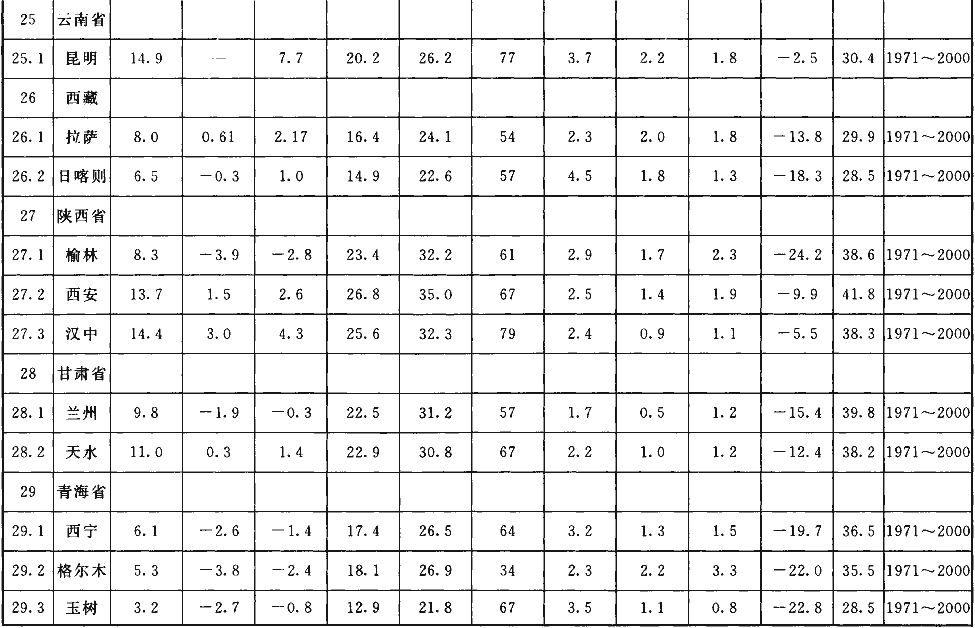 25 云南省
25.1 昆明 14.9 — 7.7 20.2 26.2 77 3.7 2.2 1.8 −2.5 30.4 1971～2000
26 西藏
26.1 拉萨 8.0 0.61 2.17 16.4 24.1 54 2.3 2.0 1.8 −13.8 29.9 1971～2000
26.2 日喀则 6.5 −0.3 1.0 14.9 22.6 57 4.5 1.8 1.3 −18.3 28.5 1971～2000
27 陕西省
27.1 榆林 8.3 −3.9 −2.8 23.4 32.2 61 2.9 1.7 2.3 −24.2 38.6 1971～2000
27.2 西安 13.7 1.5 2.6 26.8 35.0 67 2.5 1.4 1.9 −9.9 41.8 1971～2000
27.3 汉中 14.4 3.0 4.3 25.6 32.3 79 2.4 0.9 1.1 −5.5 38.3 1971～2000
28 甘肃省
28.1 兰州 9.8 −1.9 −0.3 22.5 31.2 57 1.7 0.5 1.2 −15.4 39.8 1971～2000
28.2 天水 11.0 0.3 1.4 22.9 30.8 67 2.2 1.0 1.2 −12.4 38.2 1971～2000
29 青海省
29.1 西宁 6.1 −2.6 −1.4 17.4 26.5 64 3.2 1.3 1.5 −19.7 36.5 1971～2000
29.2 格尔木 5.3 −3.8 −2.4 18.1 26.9 34 2.3 2.2 3.3 −22.0 35.5 1971～2000
29.3 玉树 3.2 −2.7 −0.8 12.9 21.8 67 3.5 1.1 0.8 −22.8 28.5 1971～2000